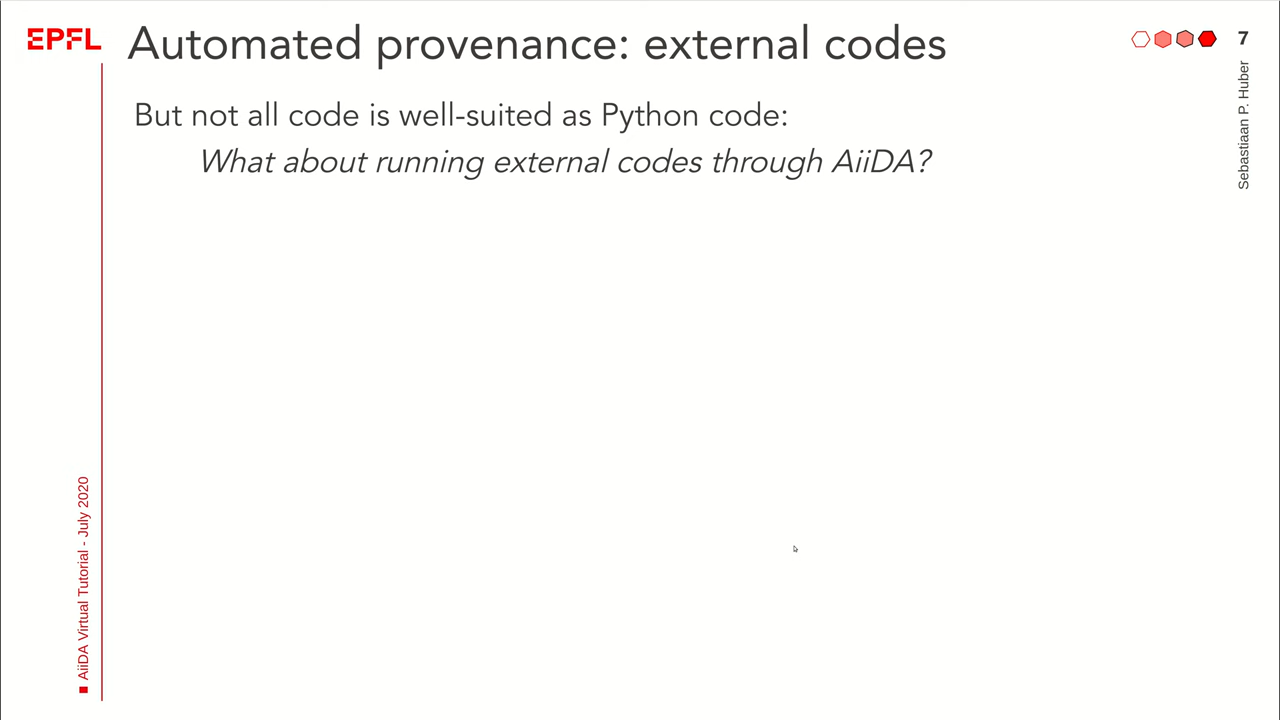 EPFL
Automated provenance: external codes
7
Sebastiaan P. Huber
But not all code is well-suited as Python code:
What about running external codes through AiiDA?
AiiDA Virtual Tutorial - July 2020